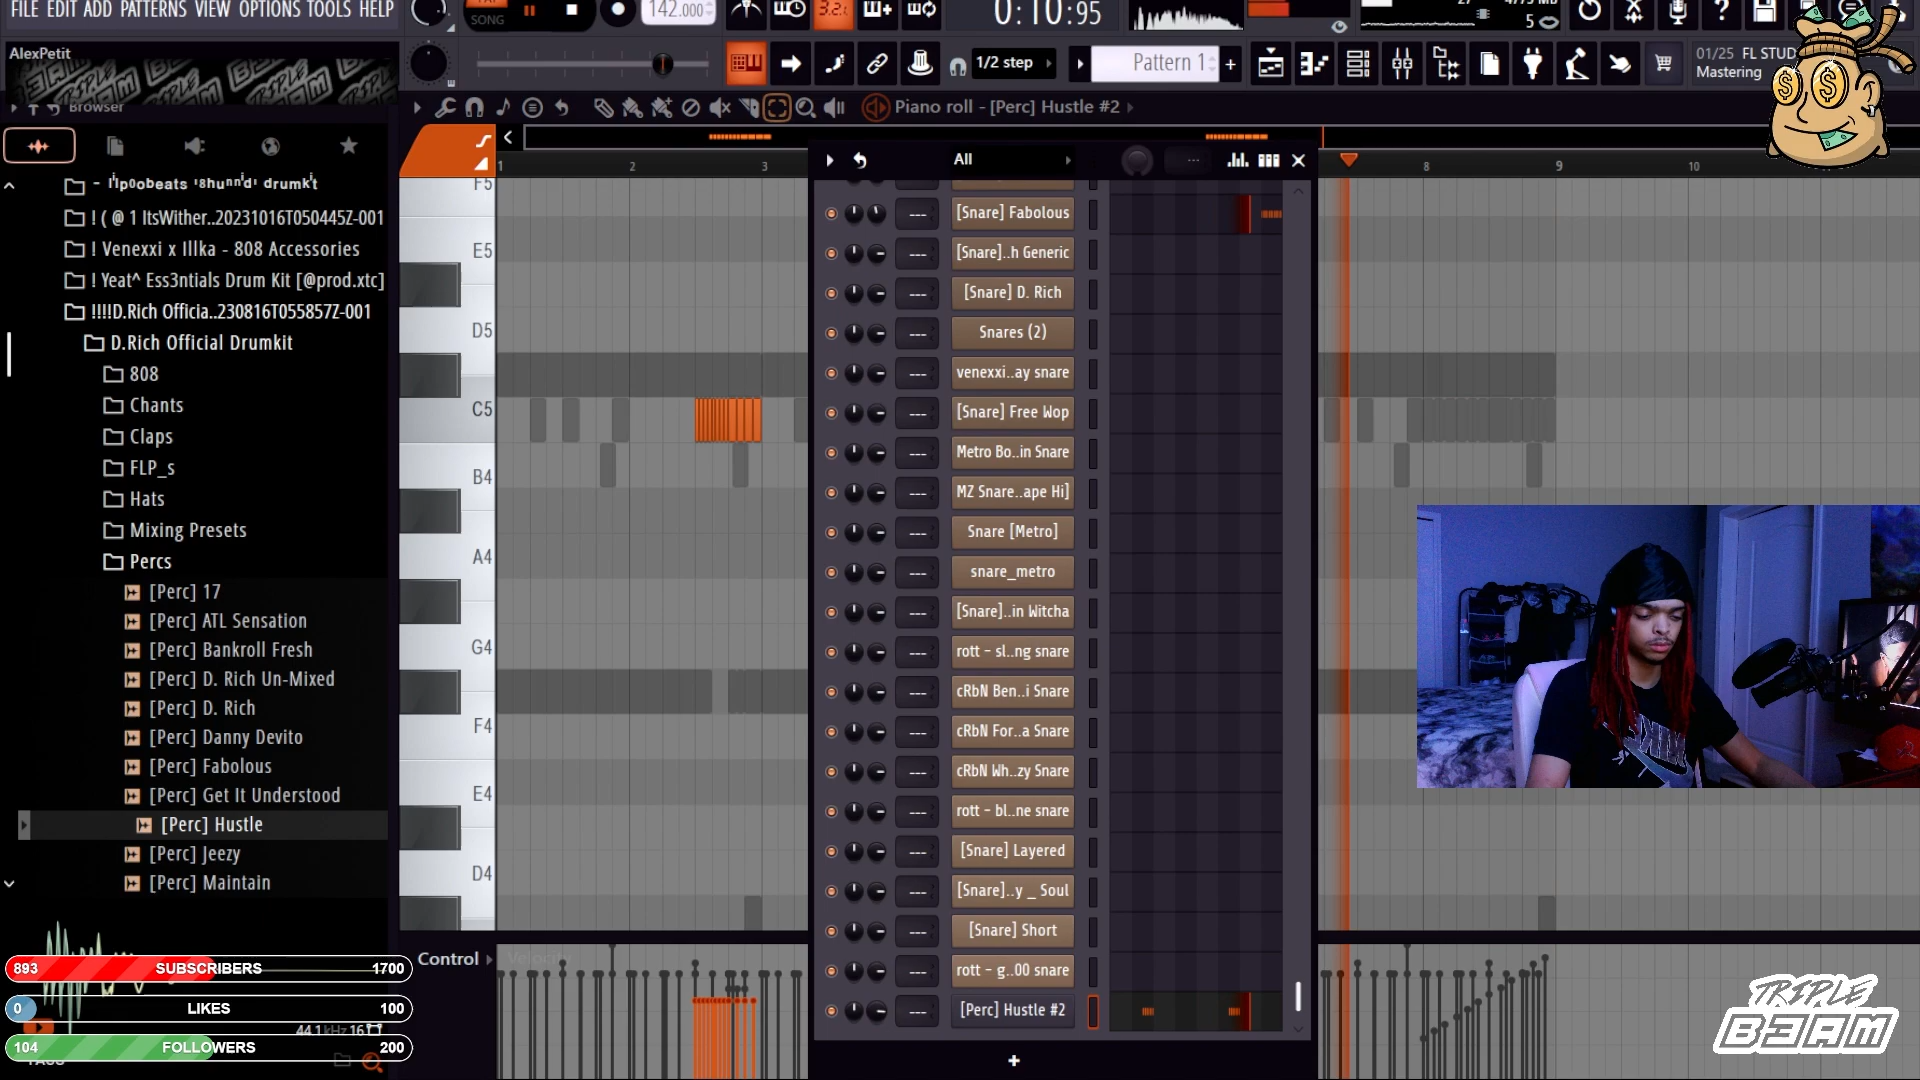 FILE EDIT ADD PATTERNS VIEW OPTIONS TOOLS HELP
SONG
142.000
3.2
0:10:95
5
AlexPetit
1/2 step
Pattern 1
+
01/25 FL STUD
Mastering
Browser
Piano roll - [Perc] Hustle #2
1 2 3 8 9 10
All
- lilpoobeats '8hunnid' drumkit
! ( @ 1 ItsWither..20231016T050445Z-001
! Venexxi x Illka - 808 Accessories
! Yeat^ Ess3ntials Drum Kit [@prod.xtc]
!!!!D.Rich Officia..230816T055857Z-001
D.Rich Official Drumkit
808
Chants
Claps
FLP_s
Hats
Mixing Presets
Percs
[Perc] 17
[Perc] ATL Sensation
[Perc] Bankroll Fresh
[Perc] D. Rich Un-Mixed
[Perc] D. Rich
[Perc] Danny Devito
[Perc] Fabolous
[Perc] Get It Understood
[Perc] Hustle
[Perc] Jeezy
[Perc] Maintain
F5
E5
D5
C5
B4
A4
G4
F4
E4
D4
[Snare] Fabolous
[Snare]..h Generic
[Snare] D. Rich
Snares (2)
venexxi..ay snare
[Snare] Free Wop
Metro Bo..in Snare
MZ Snare..ape Hi]
Snare [Metro]
snare_metro
[Snare]..in Witcha
rott - sl..ng snare
cRbN Ben..i Snare
cRbN For..a Snare
cRbN Wh..zy Snare
rott - bl..ne snare
[Snare] Layered
[Snare]..y _ Soul
[Snare] Short
rott - g..00 snare
[Perc] Hustle #2
+
Control
Velocity
893 SUBSCRIBERS 1700
0 LIKES 100
104 FOLLOWERS 200
TRIPLE
B3AM